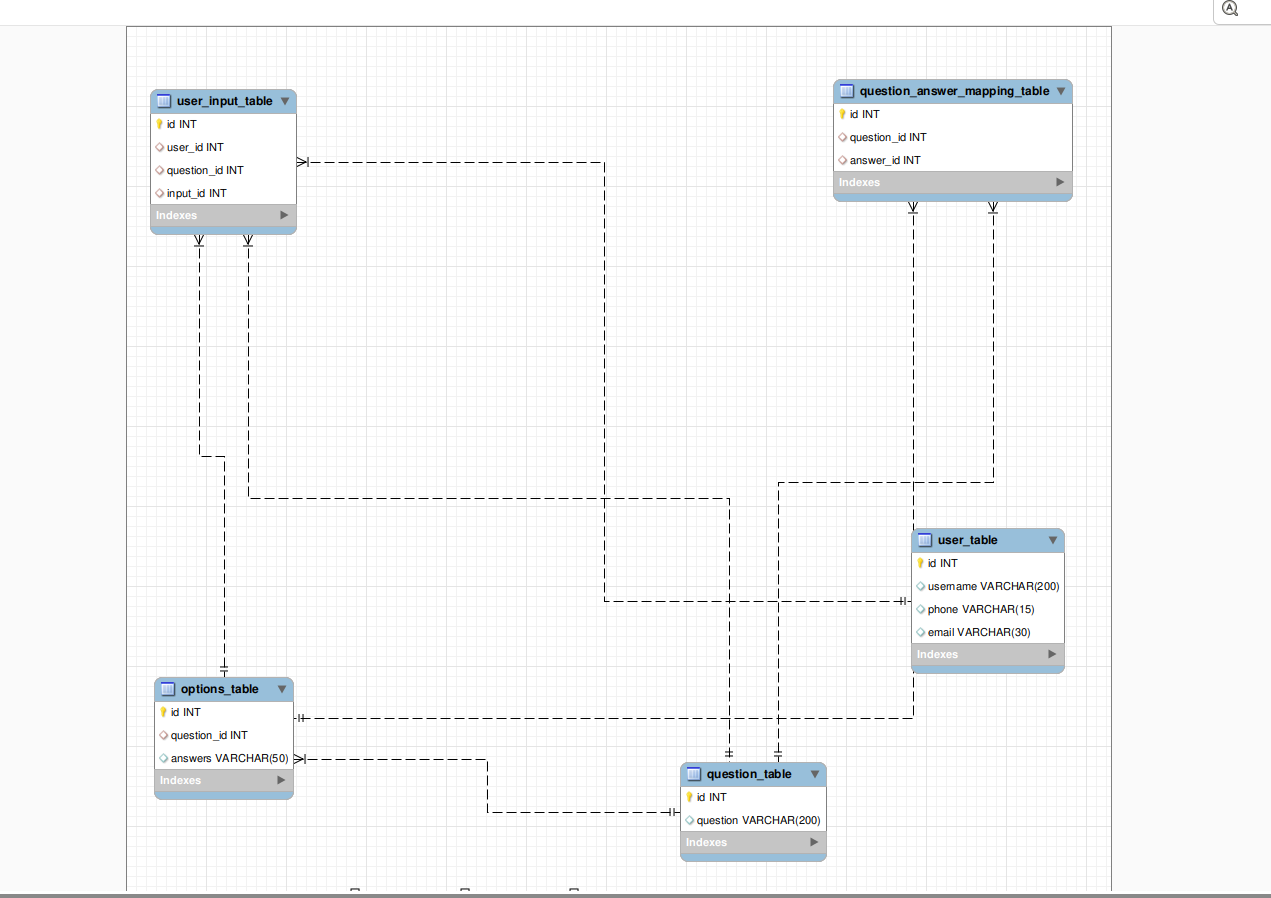 user_input_table
id INT
user_id INT
question_id INT
input_id INT
Indexes
question_answer_mapping_table
id INT
question_id INT
answer_id INT
Indexes
user_table
id INT
username VARCHAR(200)
phone VARCHAR(15)
email VARCHAR(30)
Indexes
options_table
id INT
question_id INT
answers VARCHAR(50)
Indexes
question_table
id INT
question VARCHAR(200)
Indexes